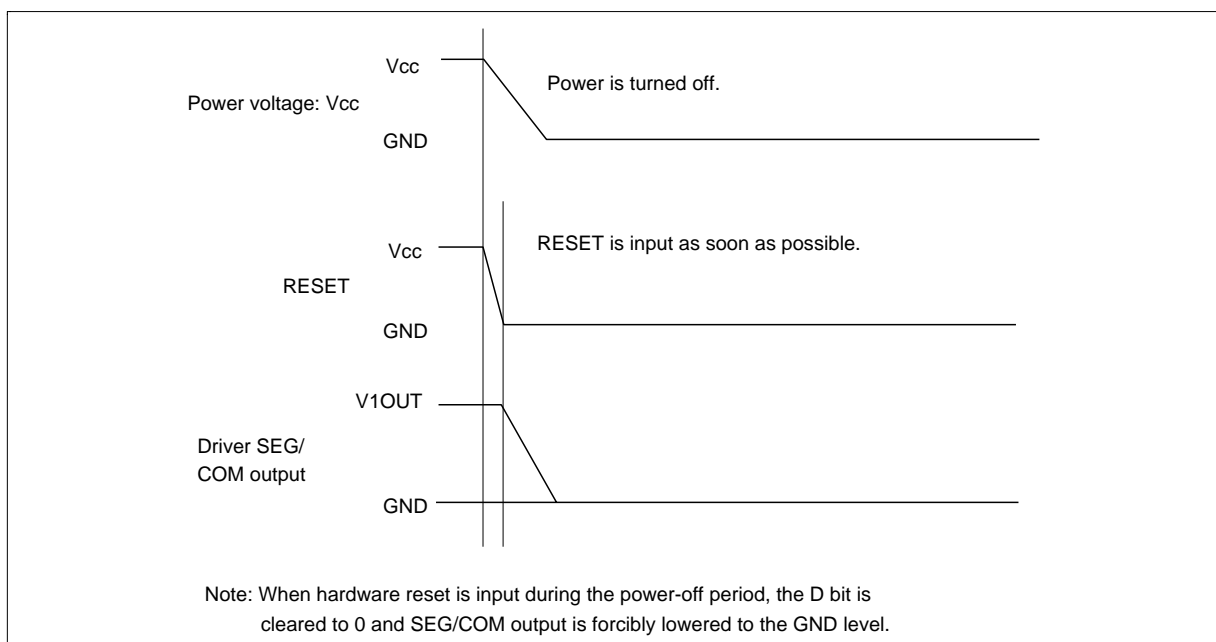 Vcc
Power is turned off.
Power voltage: Vcc
GND
Vcc
RESET is input as soon as possible.
RESET
GND
V1OUT
Driver SEG/
COM output
GND
Note: When hardware reset is input during the power-off period, the D bit is
cleared to 0 and SEG/COM output is forcibly lowered to the GND level.